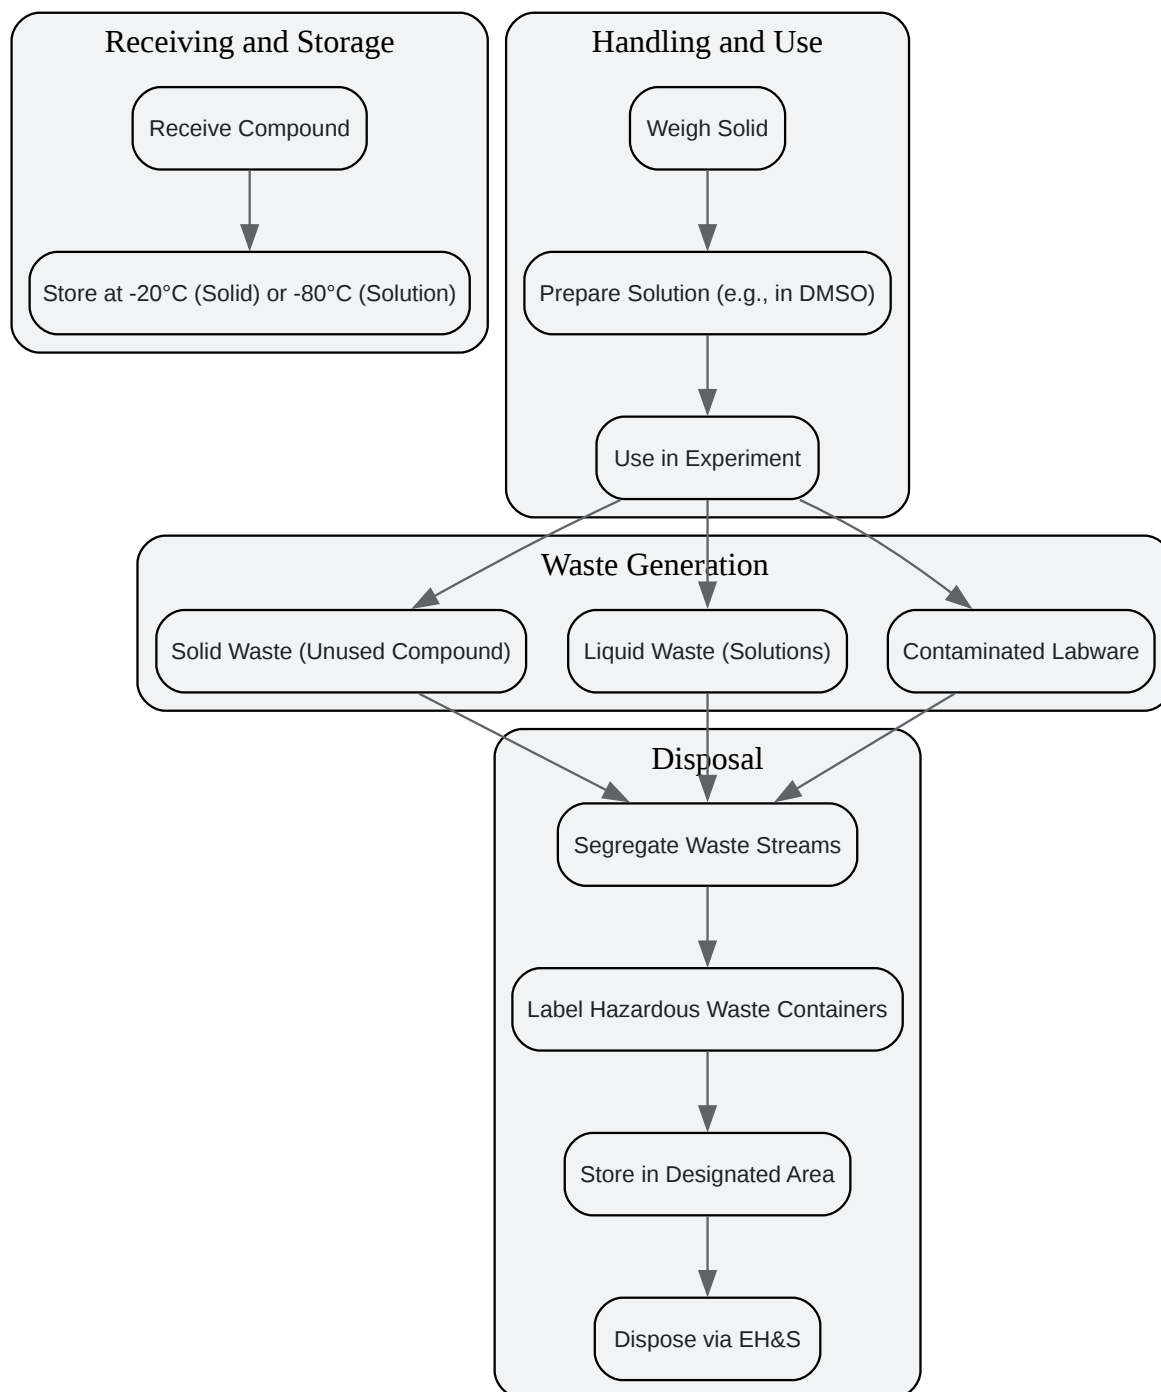 Receiving and Storage
Receive Compound
Store at -20°C (Solid) or -80°C (Solution)
Handling and Use
Weigh Solid
Prepare Solution (e.g., in DMSO)
Use in Experiment
Waste Generation
Solid Waste (Unused Compound)
Liquid Waste (Solutions)
Contaminated Labware
Disposal
Segregate Waste Streams
Label Hazardous Waste Containers
Store in Designated Area
Dispose via EH&S